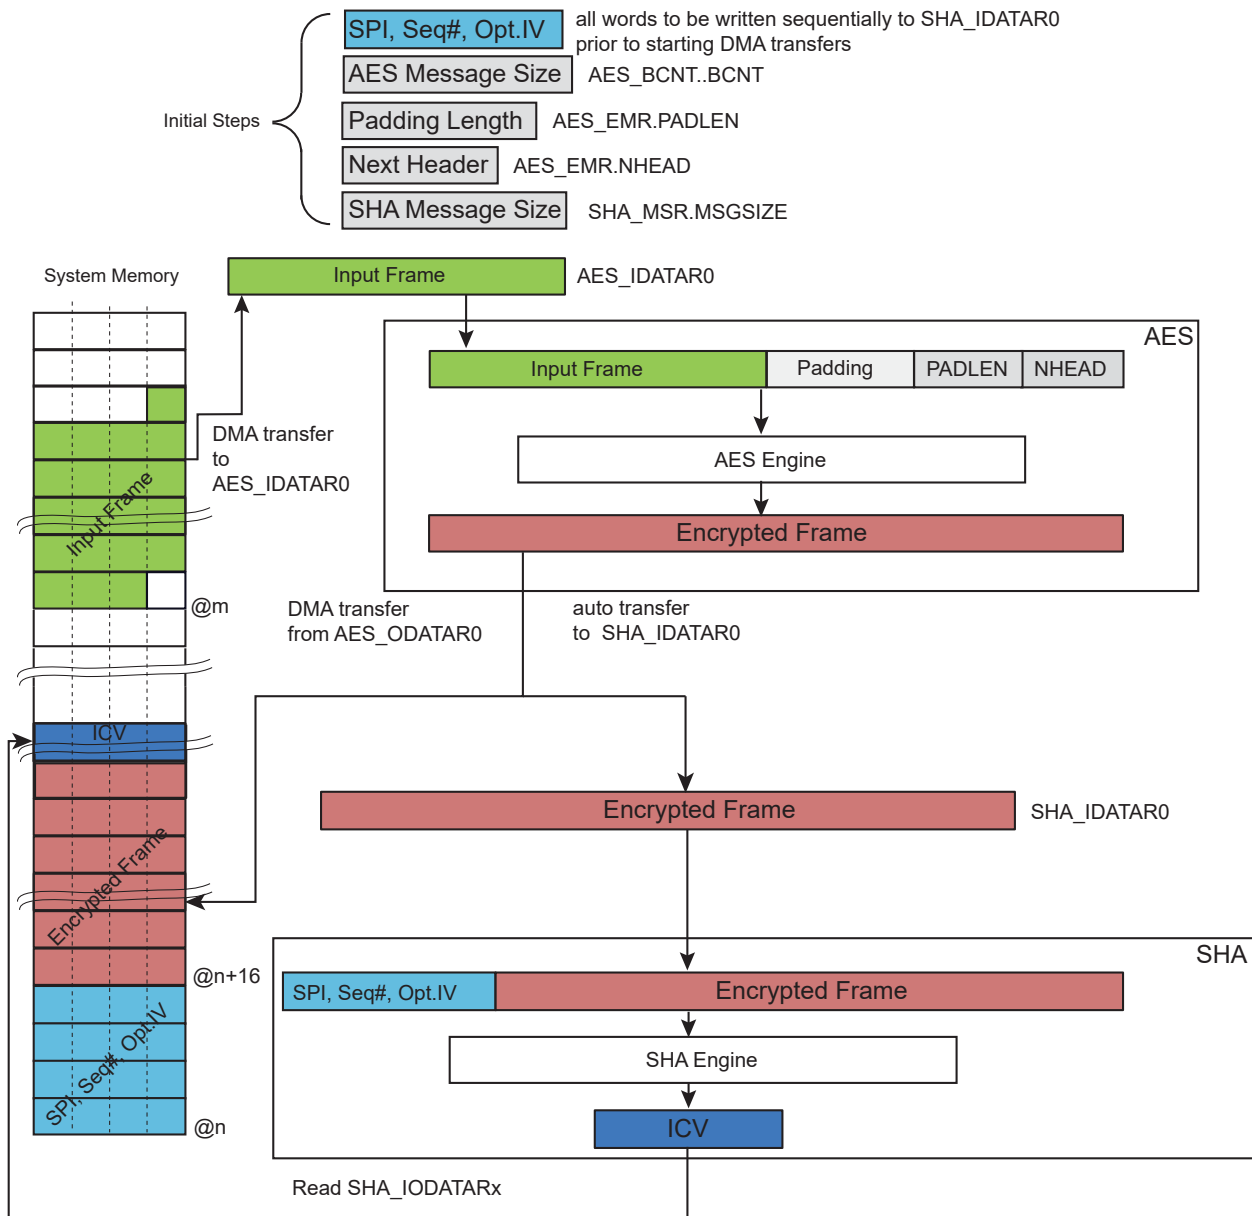 SPI, Seq#, Opt.IV
all words to be written sequentially to SHA_IDATAR0
prior to starting DMA transfers
AES Message Size
AES_BCNT..BCNT
Initial Steps
Padding Length
AES_EMR.PADLEN
Next Header
AES_EMR.NHEAD
SHA Message Size
SHA_MSR.MSGSIZE
System Memory
Input Frame
AES_IDATAR0
AES
Input Frame
Padding
PADLEN
NHEAD
DMA transfer
to
AES_IDATAR0
AES Engine
Input Frame
Encrypted Frame
@m
DMA transfer
from AES_ODATAR0
auto transfer
to SHA_IDATAR0
ICV
Encrypted Frame
SHA_IDATAR0
Encrypted Frame
@n+16
SHA
SPI, Seq#, Opt.IV
Encrypted Frame
SPI, Seq#, Opt.IV
SHA Engine
@n
ICV
Read SHA_IODATARx